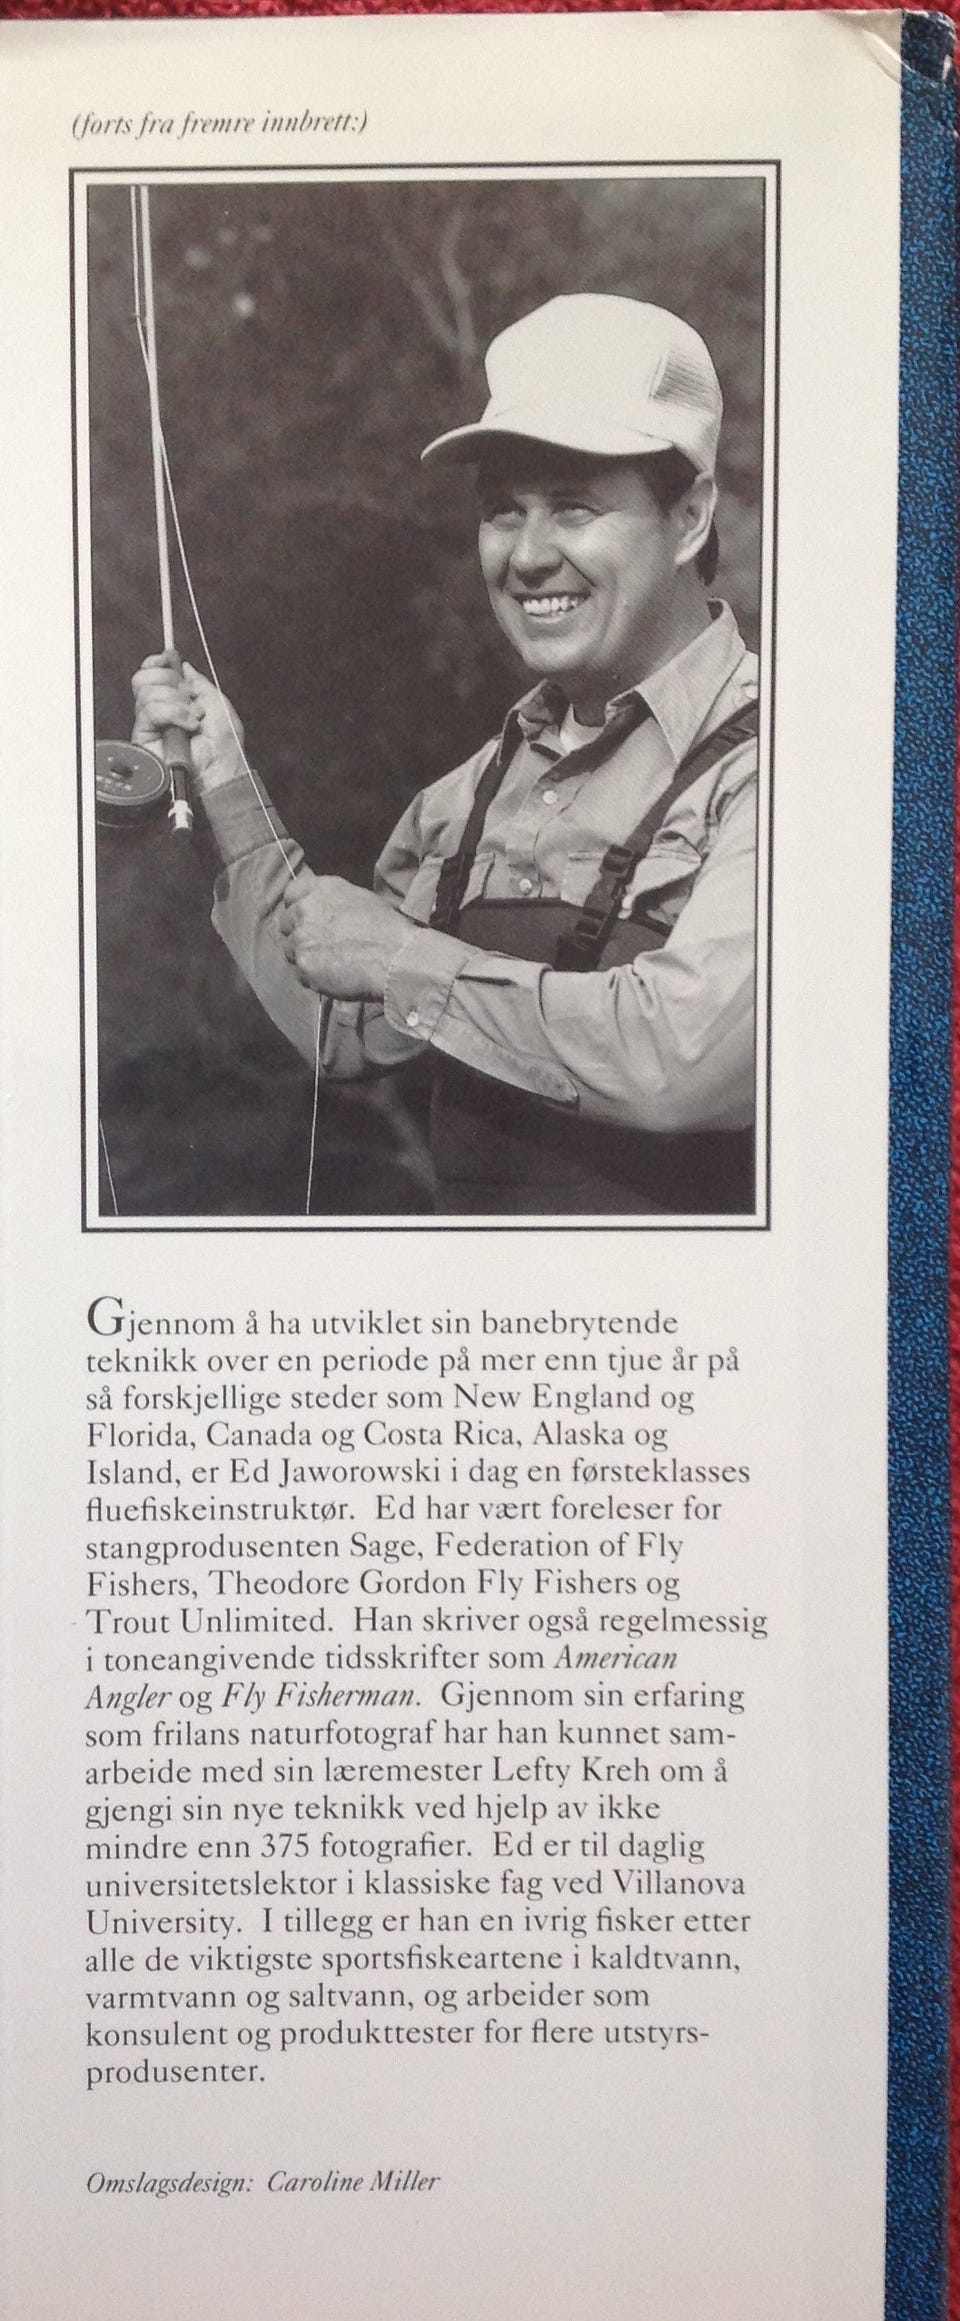 (forts fra fremre innbrett:)
Gjennom å ha utviklet sin banebrytende
teknikk over en periode på mer enn tjue år på
så forskjellige steder som New England og
Florida, Canada og Costa Rica, Alaska og
Island, er Ed Jaworowski i dag en førsteklasses
fluefiskeinstruktør. Ed har vært foreleser for
stangprodusenten Sage, Federation of Fly
Fishers, Theodore Gordon Fly Fishers og
Trout Unlimited. Han skriver også regelmessig
i toneangivende tidsskrifter som American
Angler og Fly Fisherman. Gjennom sin erfaring
som frilans naturfotograf har han kunnet sam-
arbeide med sin læremester Lefty Kreh om å
gjengi sin nye teknikk ved hjelp av ikke
mindre enn 375 fotografier. Ed er til daglig
universitetslektor i klassiske fag ved Villanova
University. I tillegg er han en ivrig fisker etter
alle de viktigste sportsfiskeartene i kaldtvann,
varmtvann og saltvann, og arbeider som
konsulent og produkttester for flere utstyrs-
produsenter.
Omslagsdesign: Caroline Miller